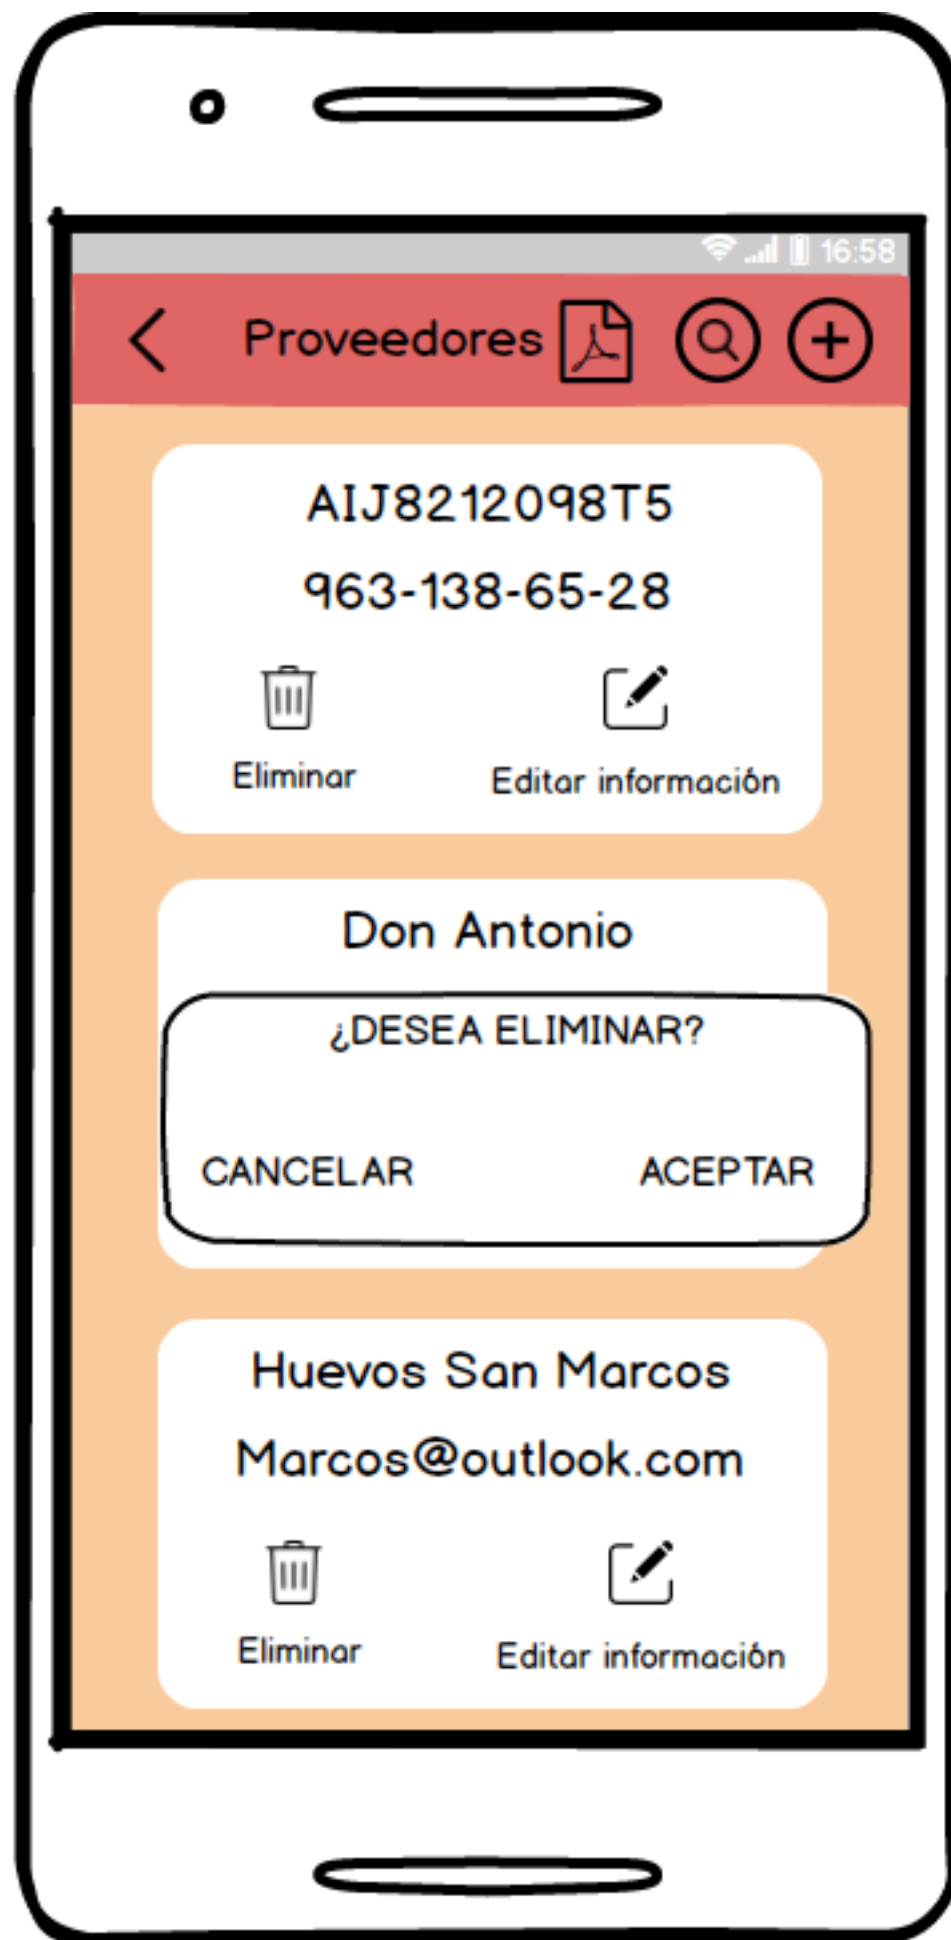 16:58
Proveedores
AIJ8212098T5
963-138-65-28
Eliminar
Editar información
Don Antonio
¿DESEA ELIMINAR?
CANCELAR
ACEPTAR
Huevos San Marcos
Marcos@outlook.com
Eliminar
Editar información